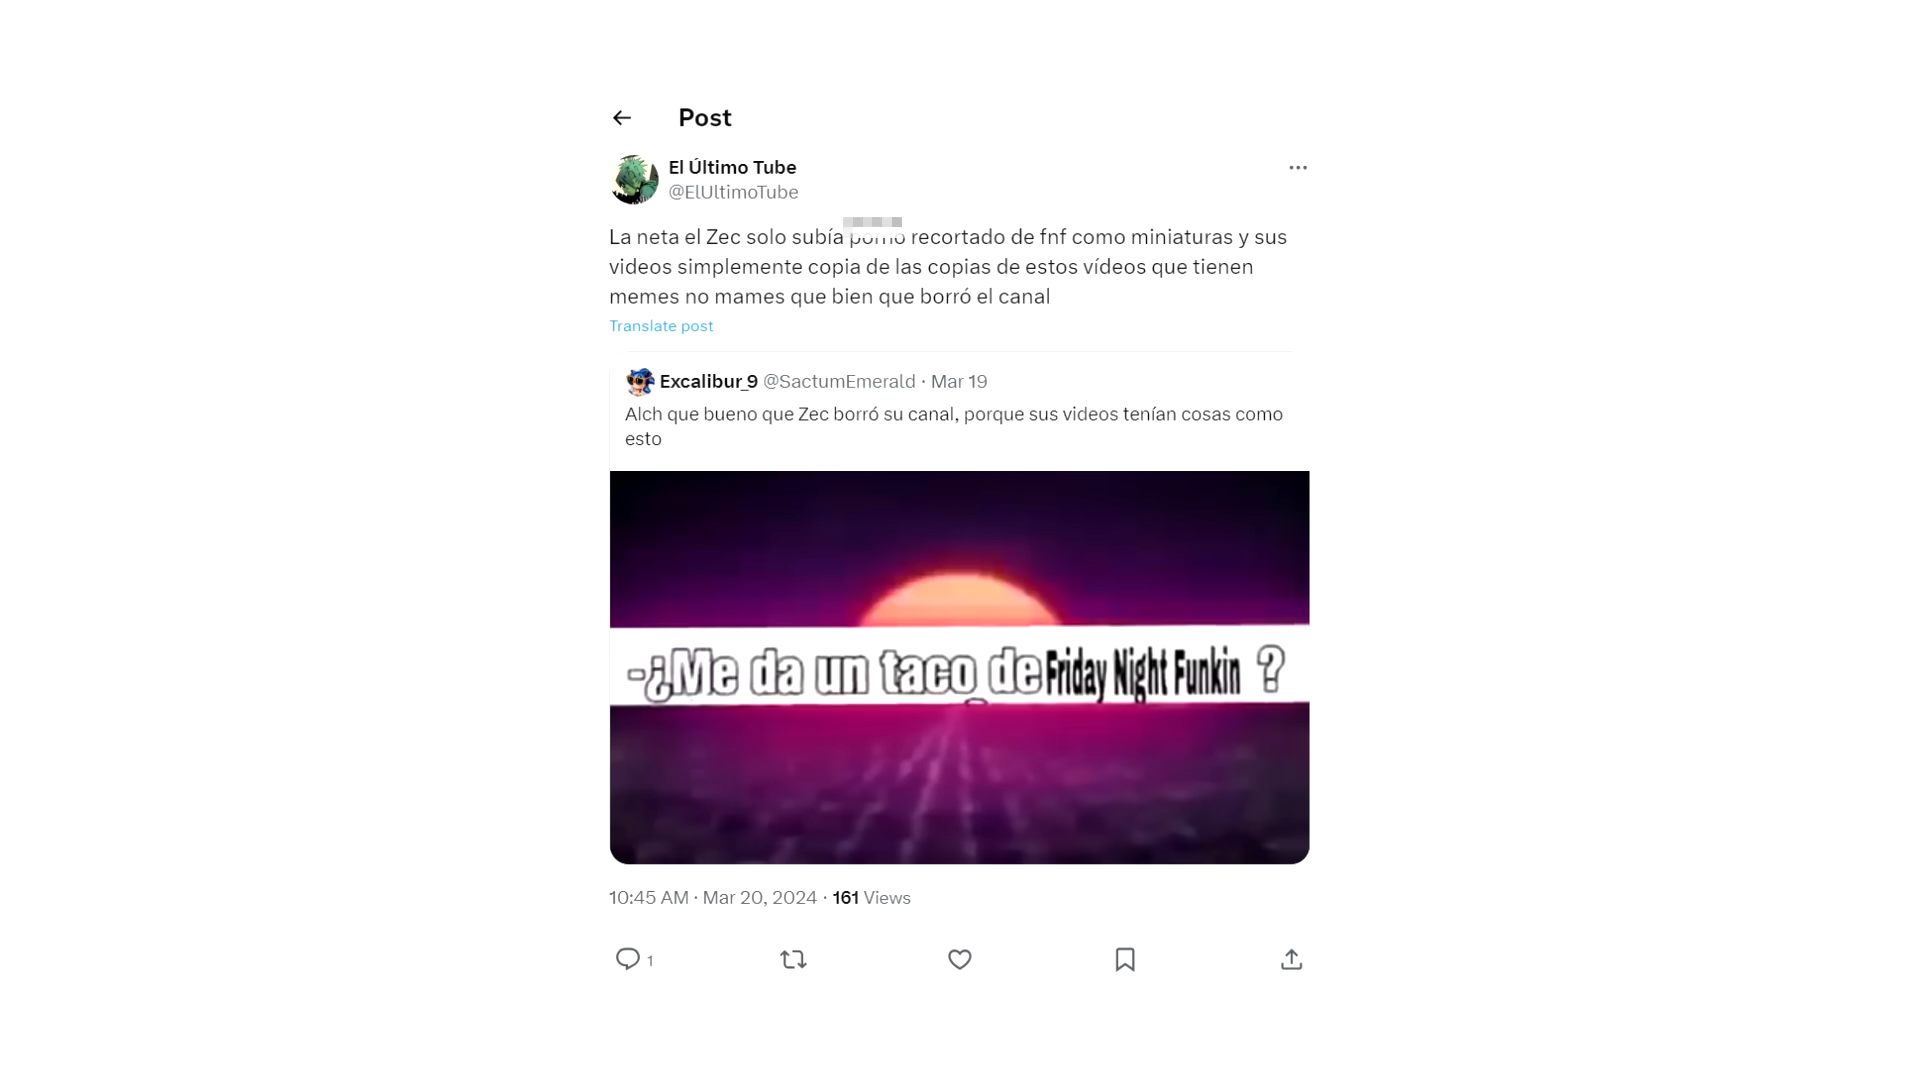 Post
El Último Tube
@ElUltimoTube
La neta el Zec solo subía porno recortado de fnf como miniaturas y sus
videos simplemente copia de las copias de estos vídeos que tienen
memes no mames que bien que borró el canal
Translate post
Excalibur_9 @SactumEmerald · Mar 19
Alch que bueno que Zec borró su canal, porque sus videos tenían cosas como
esto
-¿Me da un taco de Friday Night Funkin ?
10:45 AM · Mar 20, 2024 · 161 Views
1